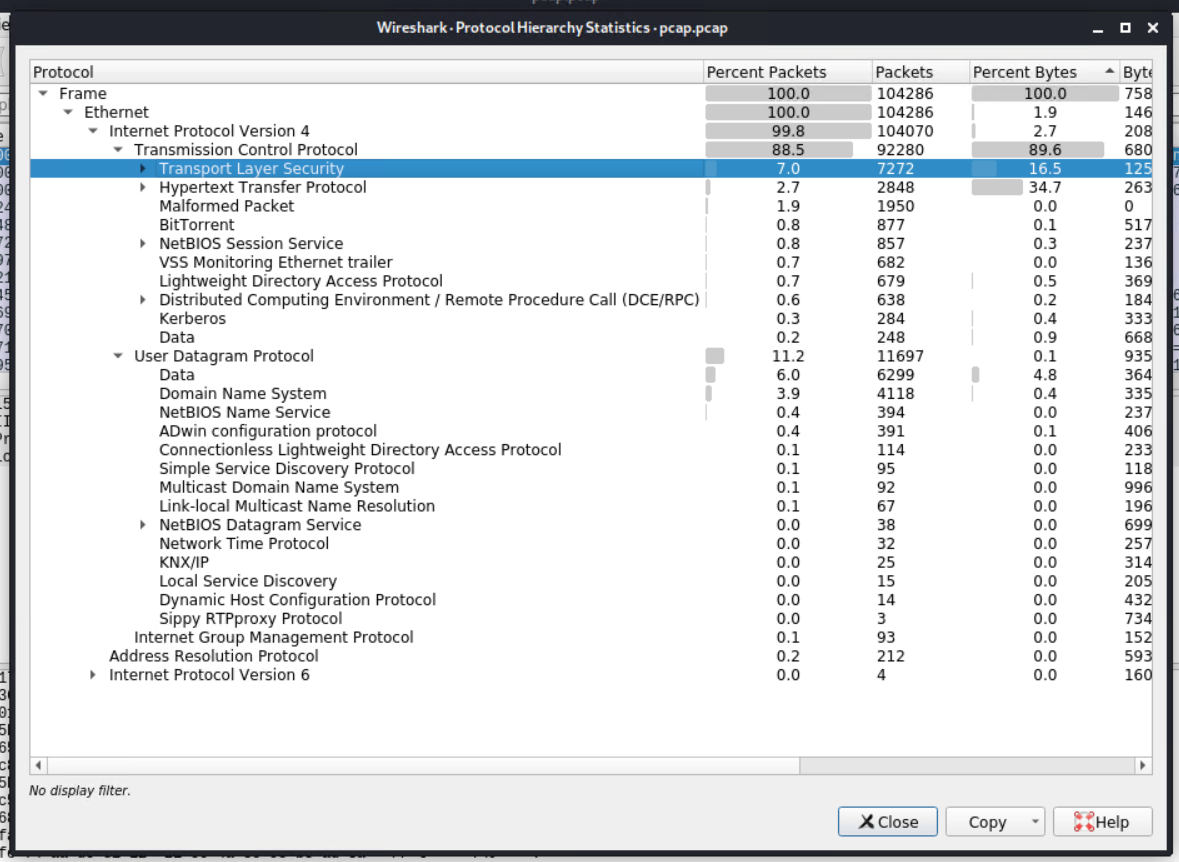 Wireshark · Protocol Hierarchy Statistics · pcap.pcap
Protocol Percent Packets Packets Percent Bytes Byte
Frame 100.0 104286 100.0 758
Ethernet 100.0 104286 1.9 146
Internet Protocol Version 4 99.8 104070 2.7 208
Transmission Control Protocol 88.5 92280 89.6 680
Transport Layer Security 7.0 7272 16.5 125
Hypertext Transfer Protocol 2.7 2848 34.7 263
Malformed Packet 1.9 1950 0.0 0
BitTorrent 0.8 877 0.1 517
NetBIOS Session Service 0.8 857 0.3 237
VSS Monitoring Ethernet trailer 0.7 682 0.0 136
Lightweight Directory Access Protocol 0.7 679 0.5 369
Distributed Computing Environment / Remote Procedure Call (DCE/RPC) 0.6 638 0.2 184
Kerberos 0.3 284 0.4 333
Data 0.2 248 0.9 668
User Datagram Protocol 11.2 11697 0.1 935
Data 6.0 6299 4.8 364
Domain Name System 3.9 4118 0.4 335
NetBIOS Name Service 0.4 394 0.0 237
ADwin configuration protocol 0.4 391 0.1 406
Connectionless Lightweight Directory Access Protocol 0.1 114 0.0 233
Simple Service Discovery Protocol 0.1 95 0.0 118
Multicast Domain Name System 0.1 92 0.0 996
Link-local Multicast Name Resolution 0.1 67 0.0 196
NetBIOS Datagram Service 0.0 38 0.0 699
Network Time Protocol 0.0 32 0.0 257
KNX/IP 0.0 25 0.0 314
Local Service Discovery 0.0 15 0.0 205
Dynamic Host Configuration Protocol 0.0 14 0.0 432
Sippy RTPproxy Protocol 0.0 3 0.0 734
Internet Group Management Protocol 0.1 93 0.0 152
Address Resolution Protocol 0.2 212 0.0 593
Internet Protocol Version 6 0.0 4 0.0 160
No display filter.
Close Copy Help